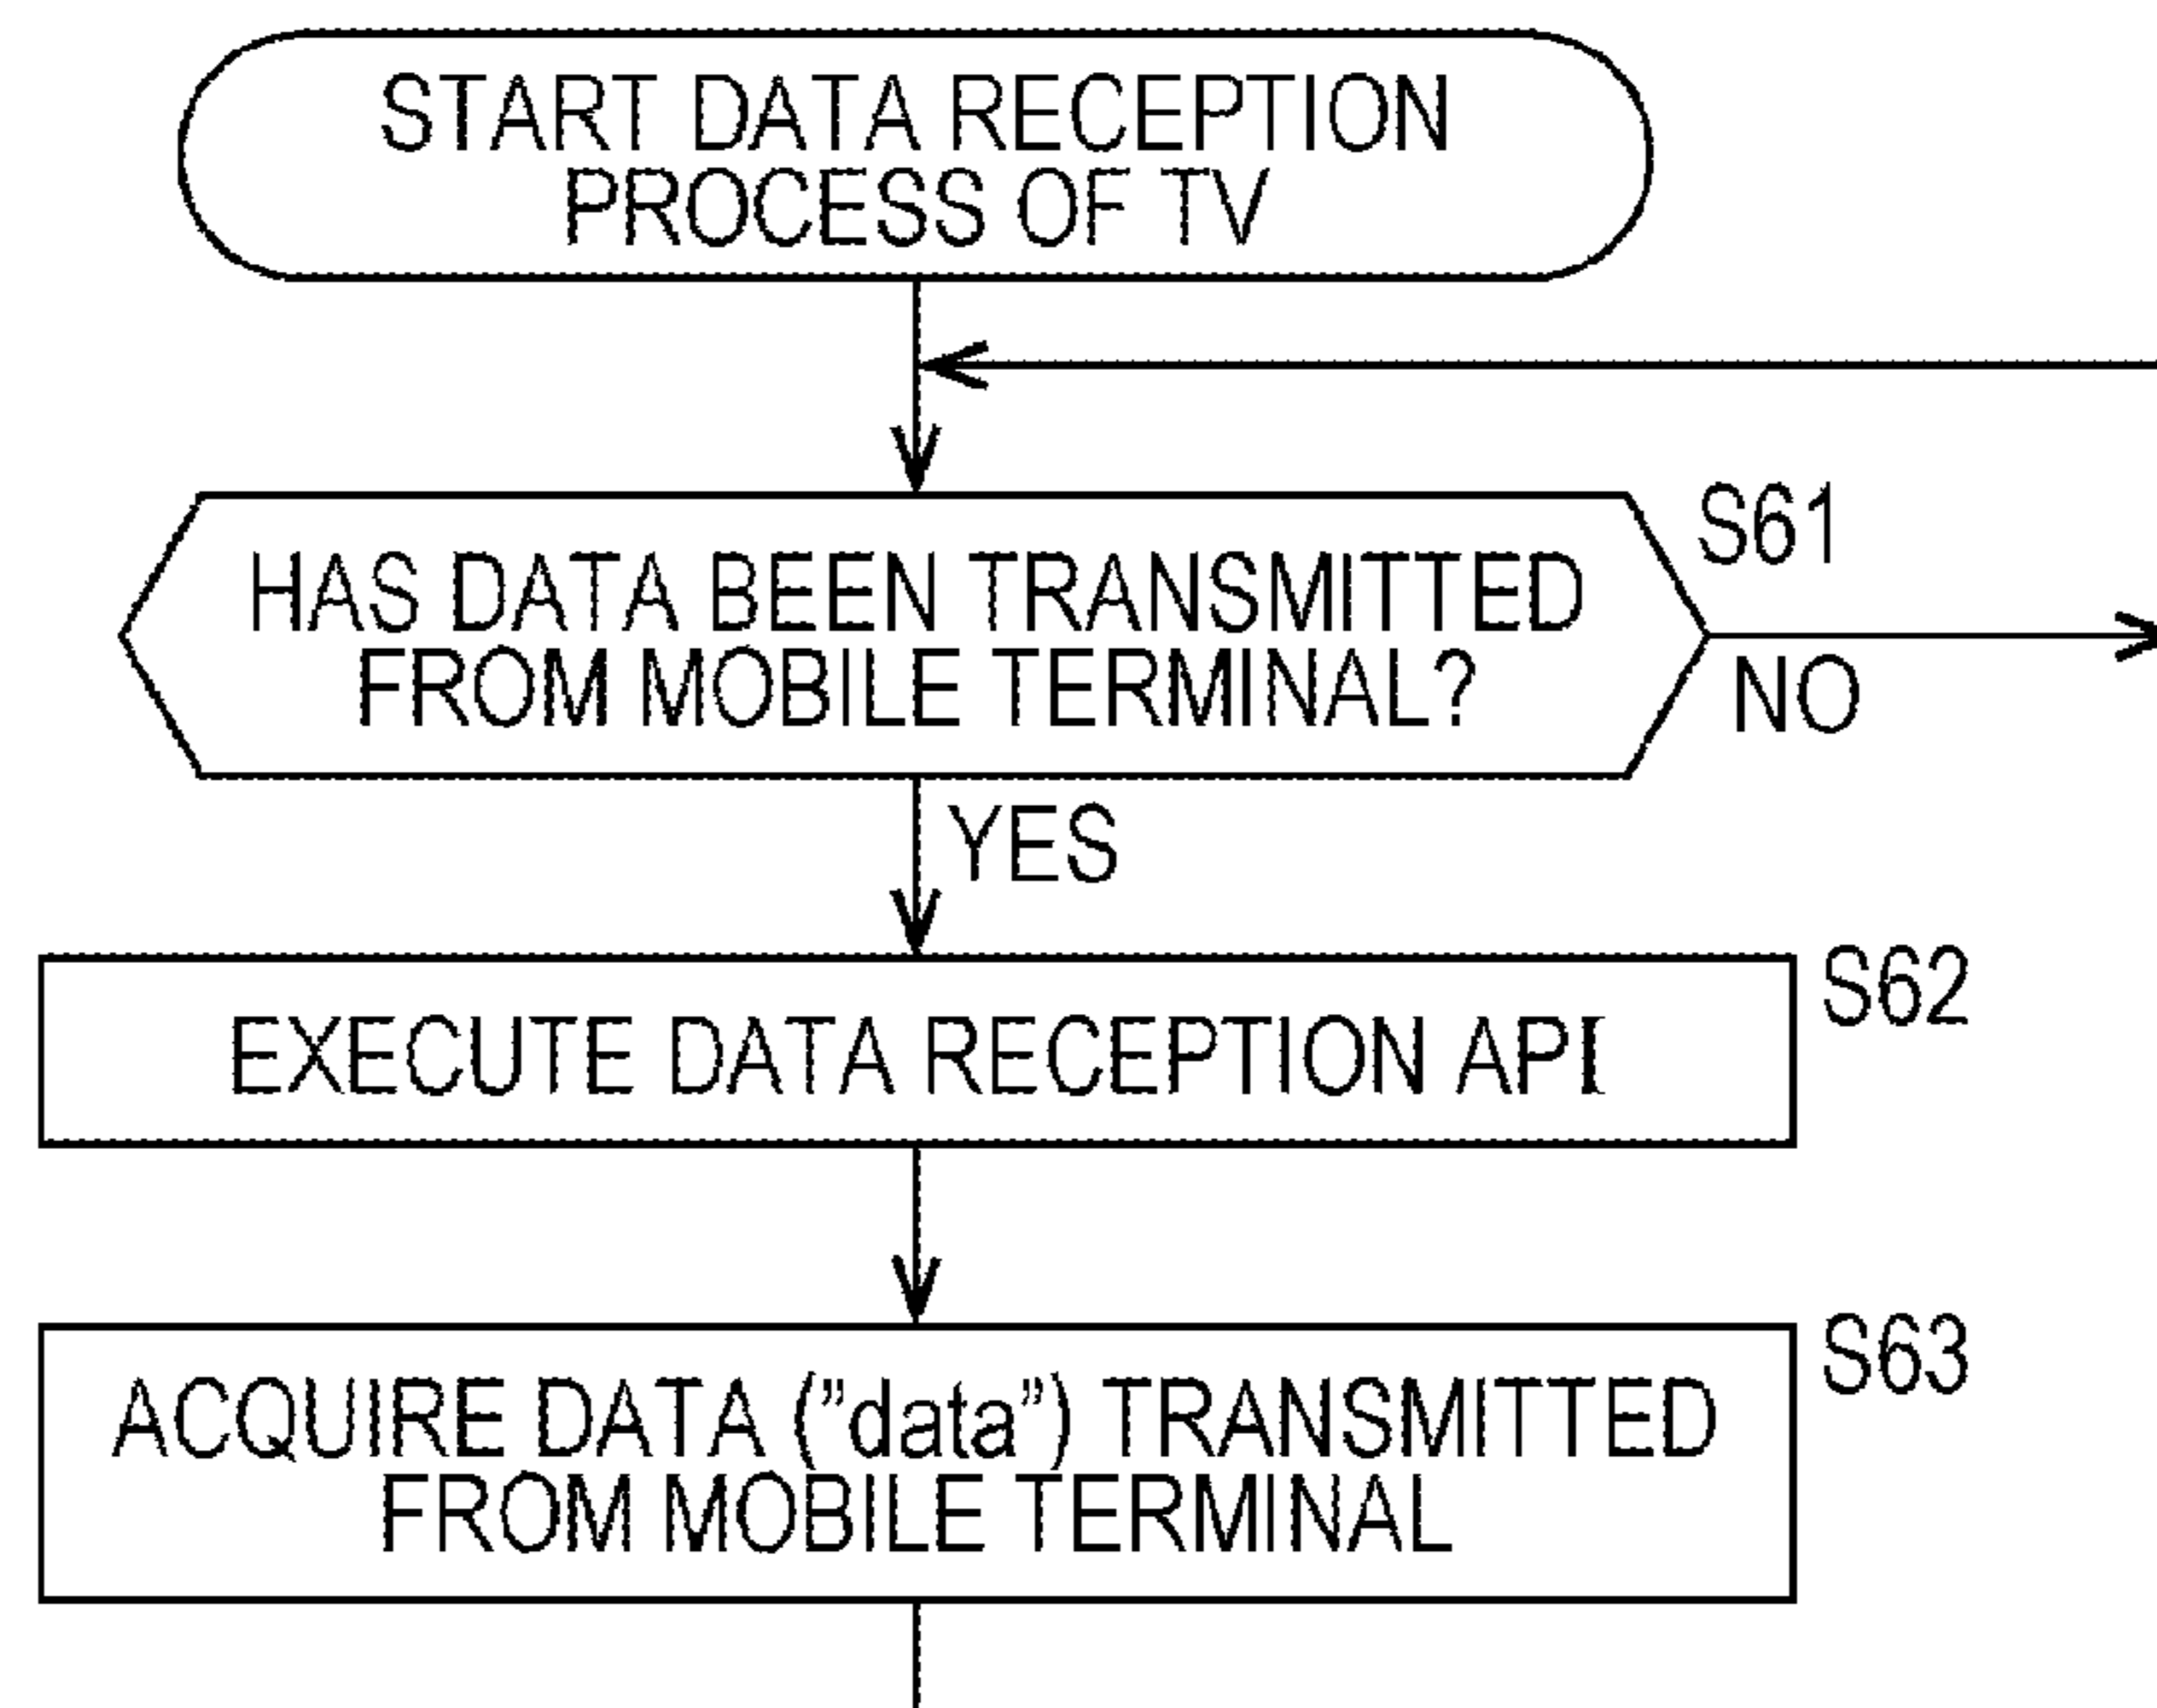 START DATA RECEPTION
PROCESS OF TV
S61
HAS DATA BEEN TRANSMITTED
FROM MOBILE TERMINAL?
NO
YES
S62
EXECUTE DATA RECEPTION API
S63
ACQUIRE DATA (”data”) TRANSMITTED
FROM MOBILE TERMINAL